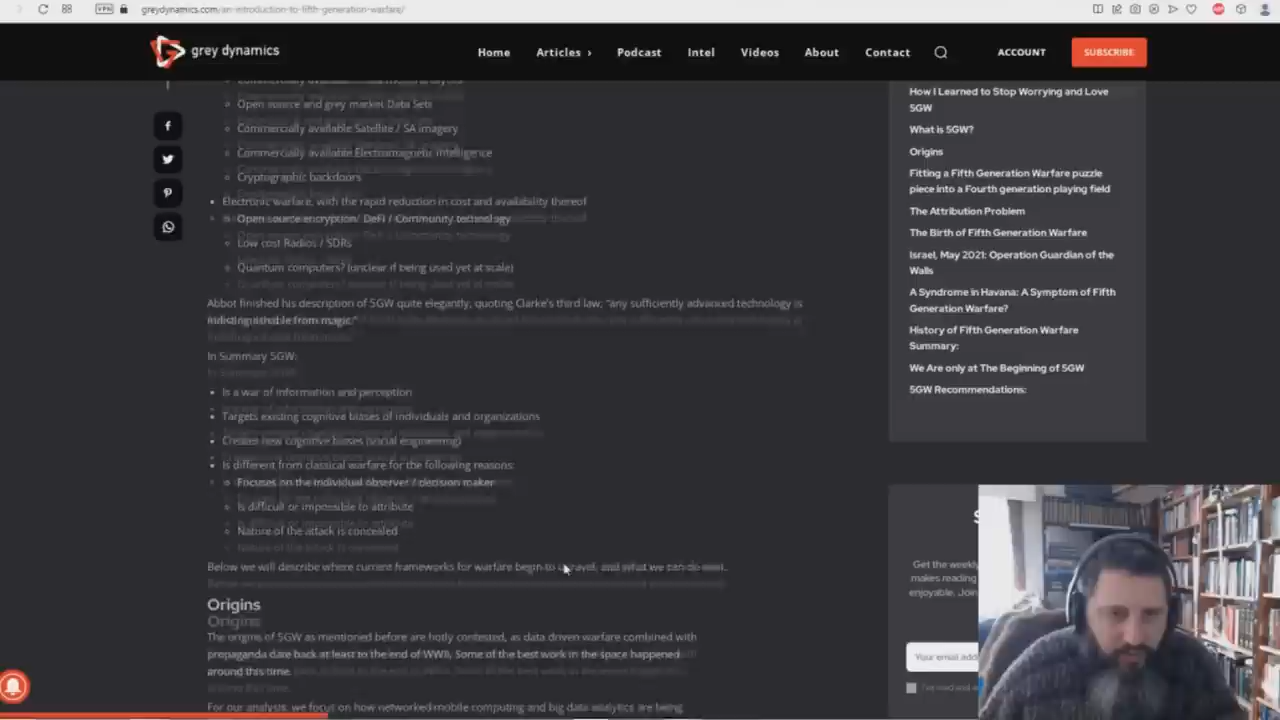 VPN greydynamics.com/an-introduction-to-fifth-generation-warfare/
grey dynamics
Home Articles › Podcast Intel Videos About Contact ACCOUNT SUBSCRIBE
Open source and grey market Data Sets
Commercially available Satellite / SA imagery
Commercially available Electromagnetic intelligence
Cryptographic backdoors
Electronic warfare, with the rapid reduction in cost and availability thereof
Open source encryption/ DeFi / Community technology
Low cost Radios / SDRs
Quantum computers? (unclear if being used yet at scale)
Abbot finished his description of 5GW quite elegantly, quoting Clarke's third law; "any sufficiently advanced technology is
indistinguishable from magic."
In Summary 5GW:
Is a war of information and perception
Targets existing cognitive biases of individuals and organizations
Creates new cognitive biases (social engineering)
Is different from classical warfare for the following reasons:
Focuses on the individual observer / decision maker
Is difficult or impossible to attribute
Nature of the attack is concealed
Below we will describe where current frameworks for warfare begin to unravel, and what we can do next.
Origins
The origins of 5GW as mentioned before are hotly contested, as data driven warfare combined with
propaganda date back at least to the end of WWII. Some of the best work in the space happened
around this time.
For our analysis, we focus on how networked mobile computing and big data analytics are being
How I Learned to Stop Worrying and Love
5GW
What is 5GW?
Origins
Fitting a Fifth Generation Warfare puzzle
piece into a Fourth generation playing field
The Attribution Problem
The Birth of Fifth Generation Warfare
Israel, May 2021: Operation Guardian of the
Walls
A Syndrome in Havana: A Symptom of Fifth
Generation Warfare?
History of Fifth Generation Warfare
Summary:
We Are only at The Beginning of 5GW
5GW Recommendations:
Get the weekly
makes reading
enjoyable. Join
Your email add
I've read and